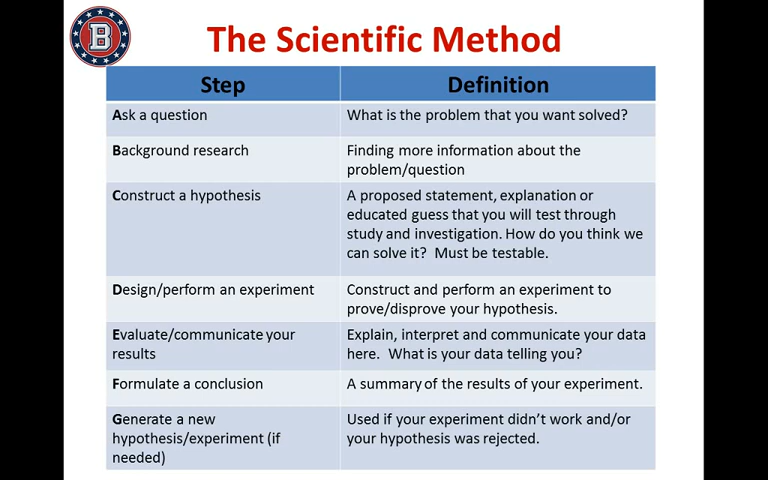 B
The Scientific Method
Step
Definition
Ask a question
What is the problem that you want solved?
Background research
Finding more information about the
problem/question
Construct a hypothesis
A proposed statement, explanation or
educated guess that you will test through
study and investigation. How do you think we
can solve it?  Must be testable.
Design/perform an experiment
Construct and perform an experiment to
prove/disprove your hypothesis.
Evaluate/communicate your
results
Explain, interpret and communicate your data
here.  What is your data telling you?
Formulate a conclusion
A summary of the results of your experiment.
Generate a new
hypothesis/experiment (if
needed)
Used if your experiment didn’t work and/or
your hypothesis was rejected.